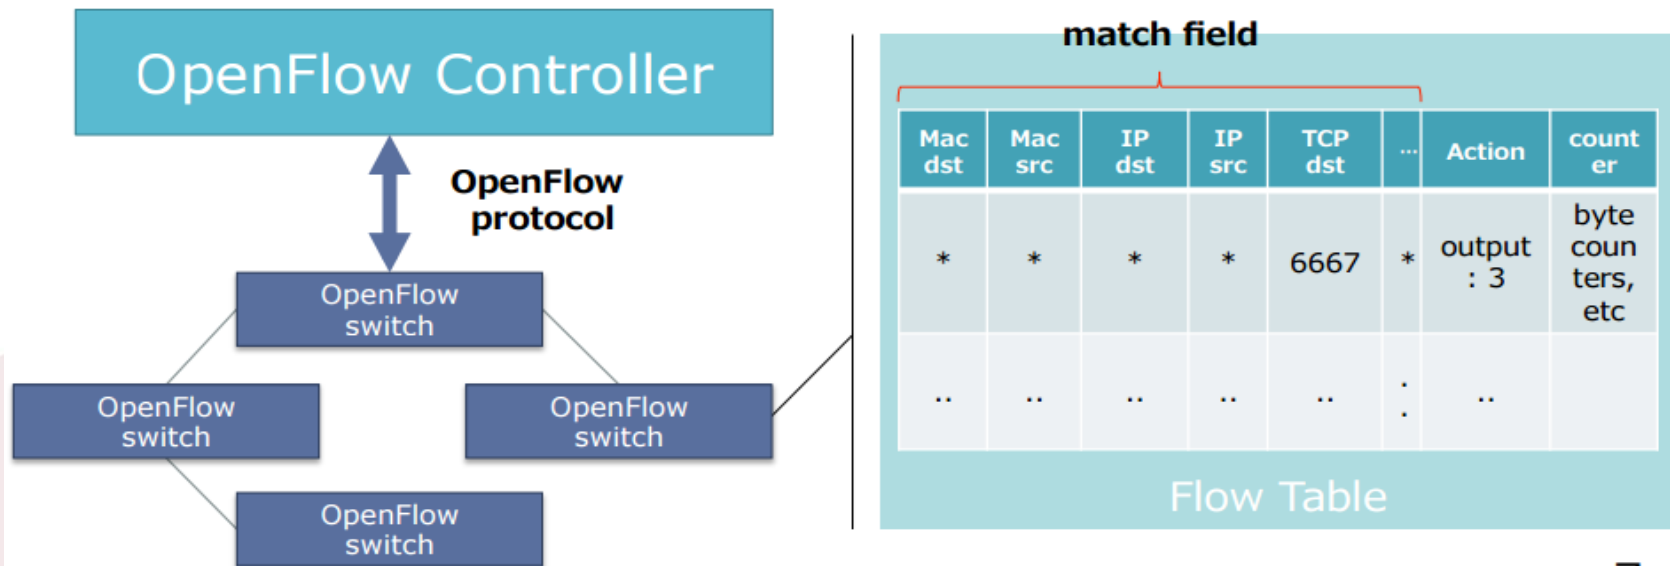 OpenFlow Controller
OpenFlow
protocol
OpenFlow
switch
OpenFlow
switch
OpenFlow
switch
OpenFlow
switch
match field
Mac
dst
Mac
src
IP
dst
IP
src
TCP
dst
...
Action
count
er
*
*
*
*
6667
*
output
: 3
byte
coun
ters,
etc
..
..
..
..
..
.
.
..
Flow Table